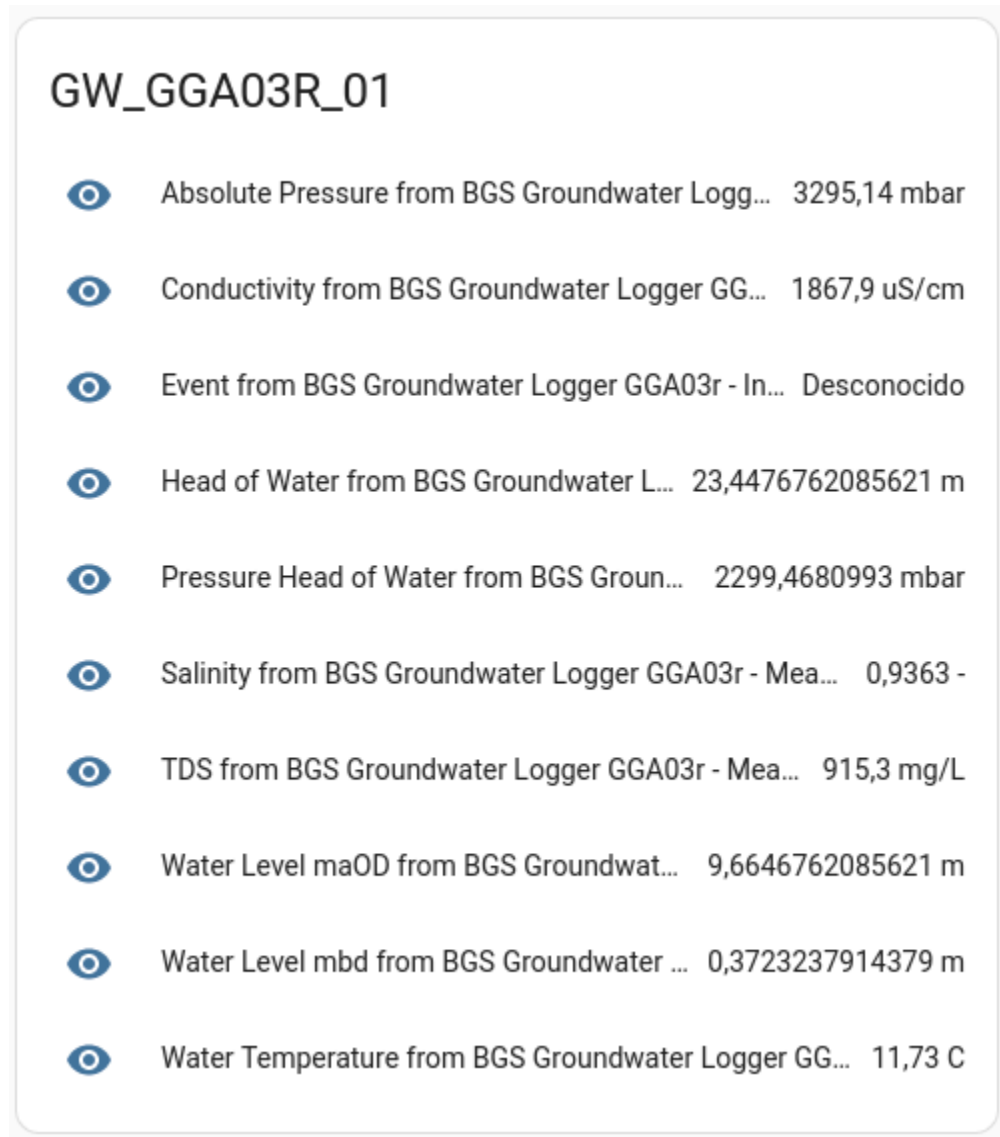 GW_GGA03R_01
Absolute Pressure from BGS Groundwater Logg... 3295,14 mbar
Conductivity from BGS Groundwater Logger GG... 1867,9 uS/cm
Event from BGS Groundwater Logger GGA03r - In... Desconocido
Head of Water from BGS Groundwater L... 23,4476762085621 m
Pressure Head of Water from BGS Groun... 2299,4680993 mbar
Salinity from BGS Groundwater Logger GGA03r - Mea... 0,9363 -
TDS from BGS Groundwater Logger GGA03r - Mea... 915,3 mg/L
Water Level maOD from BGS Groundwat... 9,6646762085621 m
Water Level mbd from BGS Groundwater ... 0,3723237914379 m
Water Temperature from BGS Groundwater Logger GG... 11,73 C